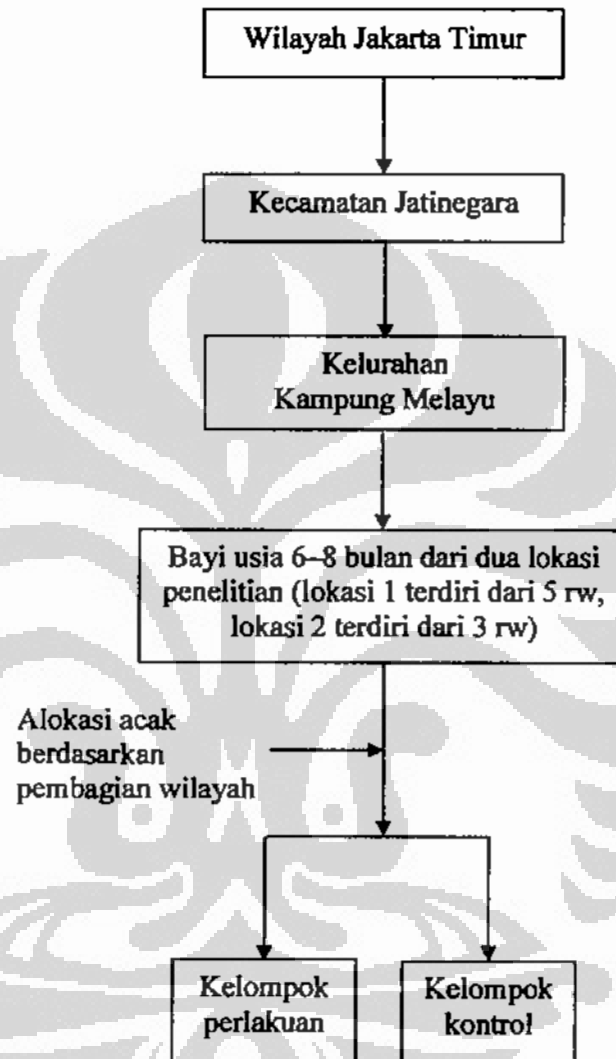 Wilayah Jakarta Timur
Kecamatan Jatinegara
Kelurahan
Kampung Melayu
Bayi usia 6–8 bulan dari dua lokasi
penelitian (lokasi 1 terdiri dari 5 rw,
lokasi 2 terdiri dari 3 rw)
Alokasi acak
berdasarkan
pembagian wilayah
Kelompok
perlakuan
Kelompok
kontrol